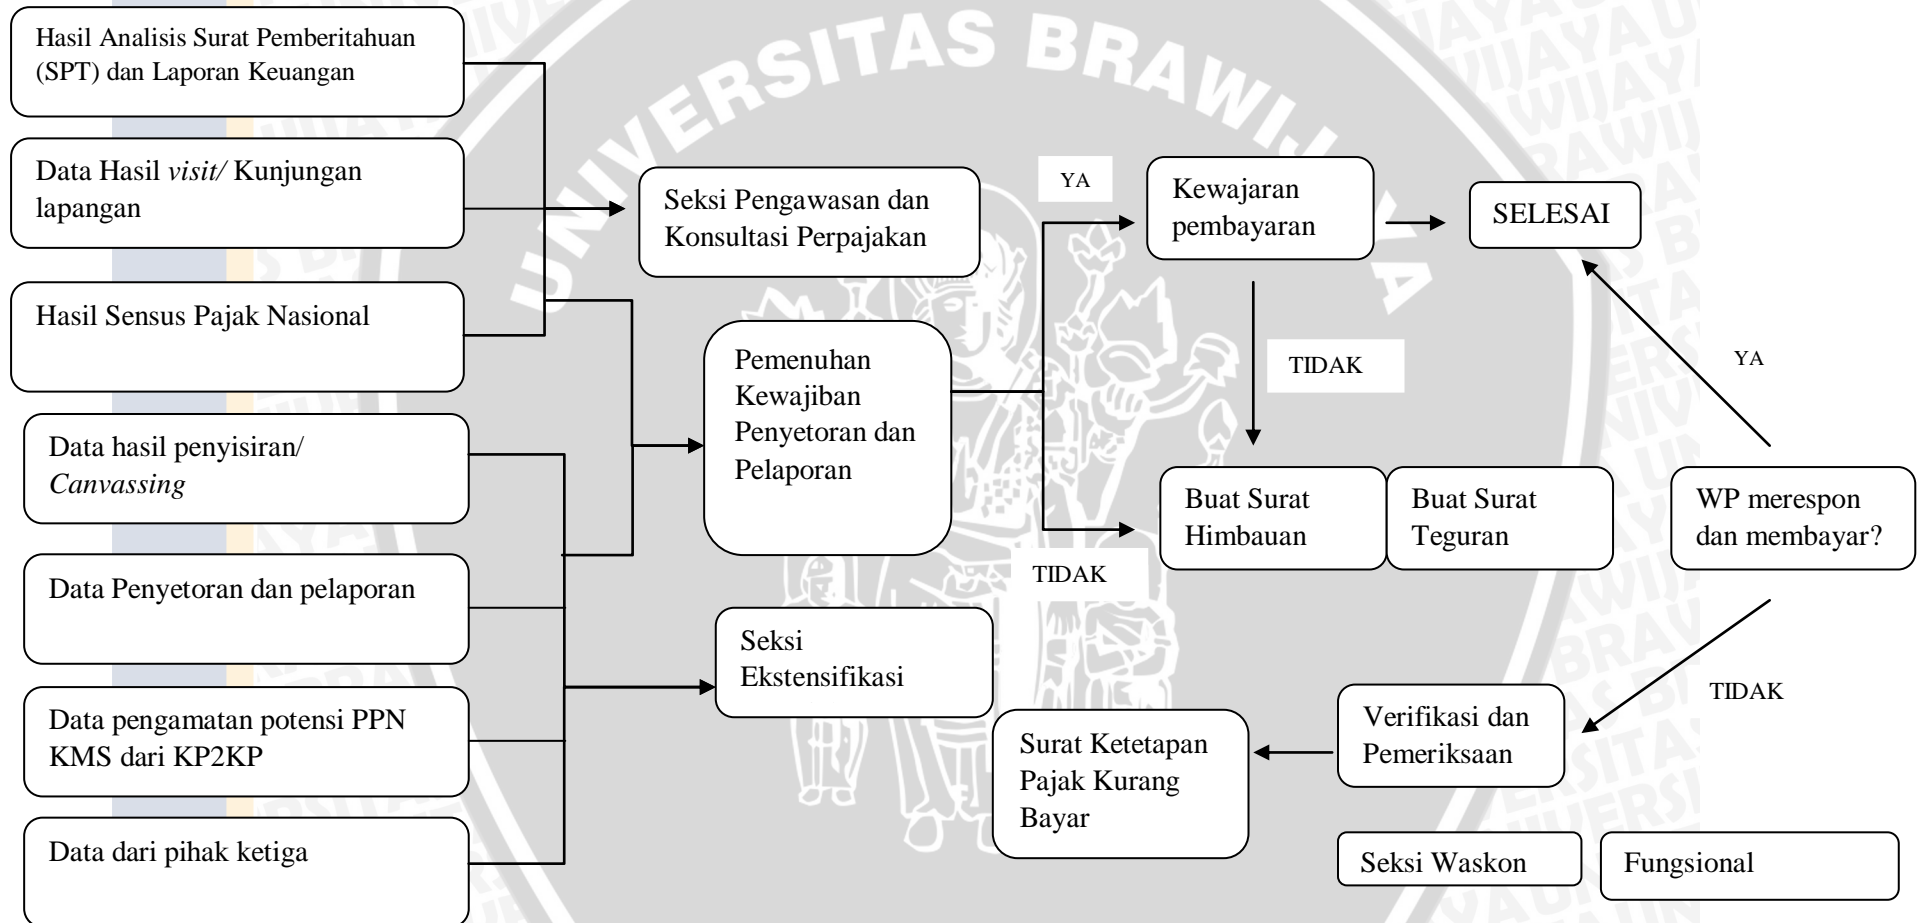 Hasil Analisis Surat Pemberitahuan
(SPT) dan Laporan Keuangan
Data Hasil visit/ Kunjungan
lapangan
Hasil Sensus Pajak Nasional
Data hasil penyisiran/
Canvassing
Data Penyetoran dan pelaporan
Data pengamatan potensi PPN
KMS dari KP2KP
Data dari pihak ketiga
Seksi Pengawasan dan
Konsultasi Perpajakan
Pemenuhan
Kewajiban
Penyetoran dan
Pelaporan
Seksi
Ekstensifikasi
YA
Kewajaran
pembayaran
SELESAI
TIDAK
YA
Buat Surat
Himbauan
Buat Surat
Teguran
WP merespon
dan membayar?
TIDAK
TIDAK
Verifikasi dan
Pemeriksaan
Surat Ketetapan
Pajak Kurang
Bayar
Seksi Waskon
Fungsional
UNIVERSITAS BRAWIJAYA